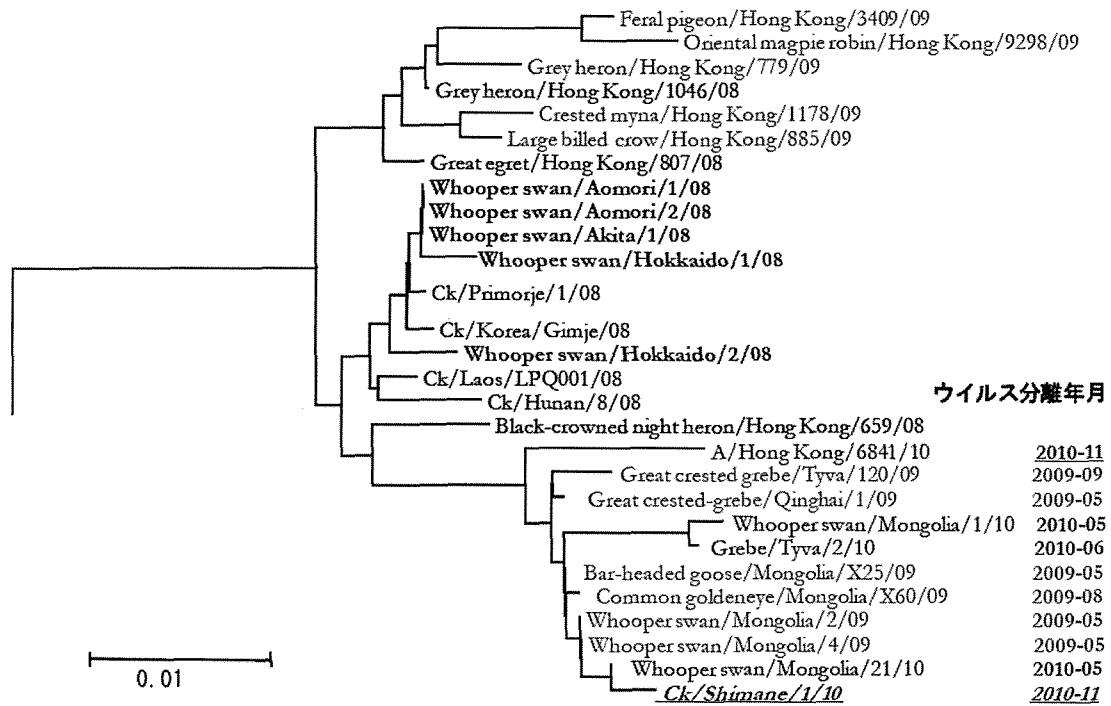 Feral pigeon/Hong Kong/3409/09
Oriental magpie robin/Hong Kong/9298/09
Grey heron/Hong Kong/779/09
Grey heron/Hong Kong/1046/08
Crested myna/Hong Kong/1178/09
Large billed crow/Hong Kong/885/09
Great egret/Hong Kong/807/08
Whooper swan/Aomori/1/08
Whooper swan/Aomori/2/08
Whooper swan/Akita/1/08
Whooper swan/Hokkaido/1/08
Ck/Primorje/1/08
Ck/Korea/Gimje/08
Whooper swan/Hokkaido/2/08
Ck/Laos/LPQ001/08
ウイルス分離年月
Ck/Hunan/8/08
Black-crowned night heron/Hong Kong/659/08
A/Hong Kong/6841/10 2010-11
Great crested grebe/Tyva/120/09 2009-09
Great crested-grebe/Qinghai/1/09 2009-05
Whooper swan/Mongolia/1/10 2010-05
Grebe/Tyva/2/10 2010-06
Bar-headed goose/Mongolia/X25/09 2009-05
Common goldeneye/Mongolia/X60/09 2009-08
Whooper swan/Mongolia/2/09 2009-05
Whooper swan/Mongolia/4/09 2009-05
Whooper swan/Mongolia/21/10 2010-05
Ck/Shimane/1/10 2010-11
0.01